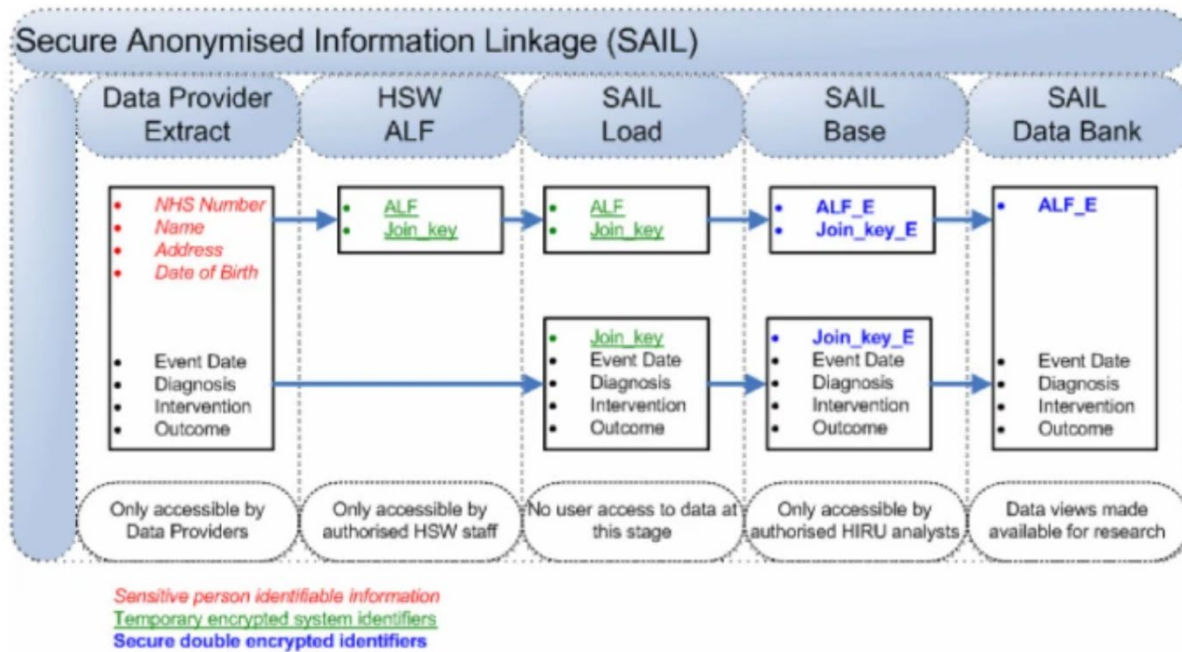 Secure Anonymised Information Linkage (SAIL)
Data Provider
Extract
HSW
ALF
SAIL
Load
SAIL
Base
SAIL
Data Bank
• NHS Number
• Name
• Address
• Date of Birth
• Event Date
• Diagnosis
• Intervention
• Outcome
• ALF
• Join_key
• ALF
• Join_key
• Join_key
• Event Date
• Diagnosis
• Intervention
• Outcome
• ALF_E
• Join_key_E
• Join_key_E
• Event Date
• Diagnosis
• Intervention
• Outcome
• ALF_E
• Event Date
• Diagnosis
• Intervention
• Outcome
Only accessible by
Data Providers
Only accessible by
authorised HSW staff
No user access to data at
this stage
Only accessible by
authorised HIRU analysts
Data views made
available for research
Sensitive person identifiable information
Temporary encrypted system identifiers
Secure double encrypted identifiers